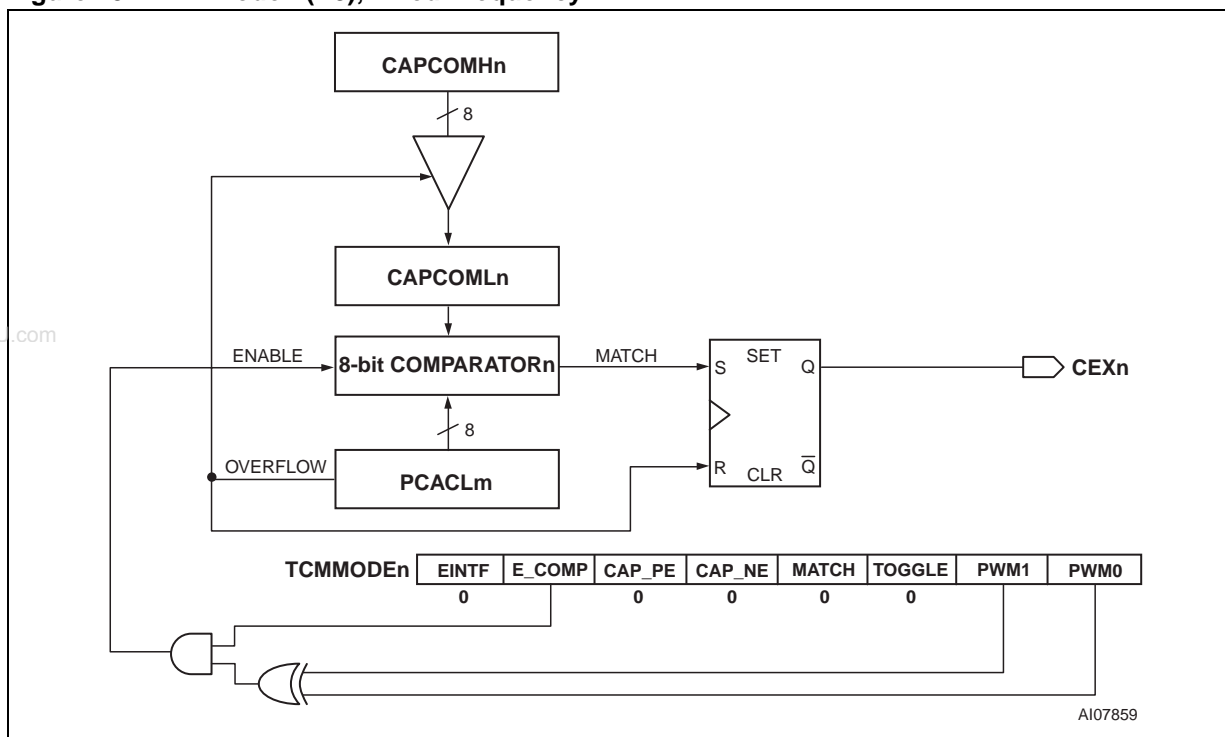 CAPCOMHn
8
CAPCOMLn
J.com
ENABLE
8-bit COMPARATORn
MATCH
S
SET
Q
CEXn
8
OVERFLOW
PCACLm
R
CLR
Q̅
TCMMODEn EINTF E_COMP CAP_PE CAP_NE MATCH TOGGLE PWM1 PWM0
0 0 0 0 0
AI07859